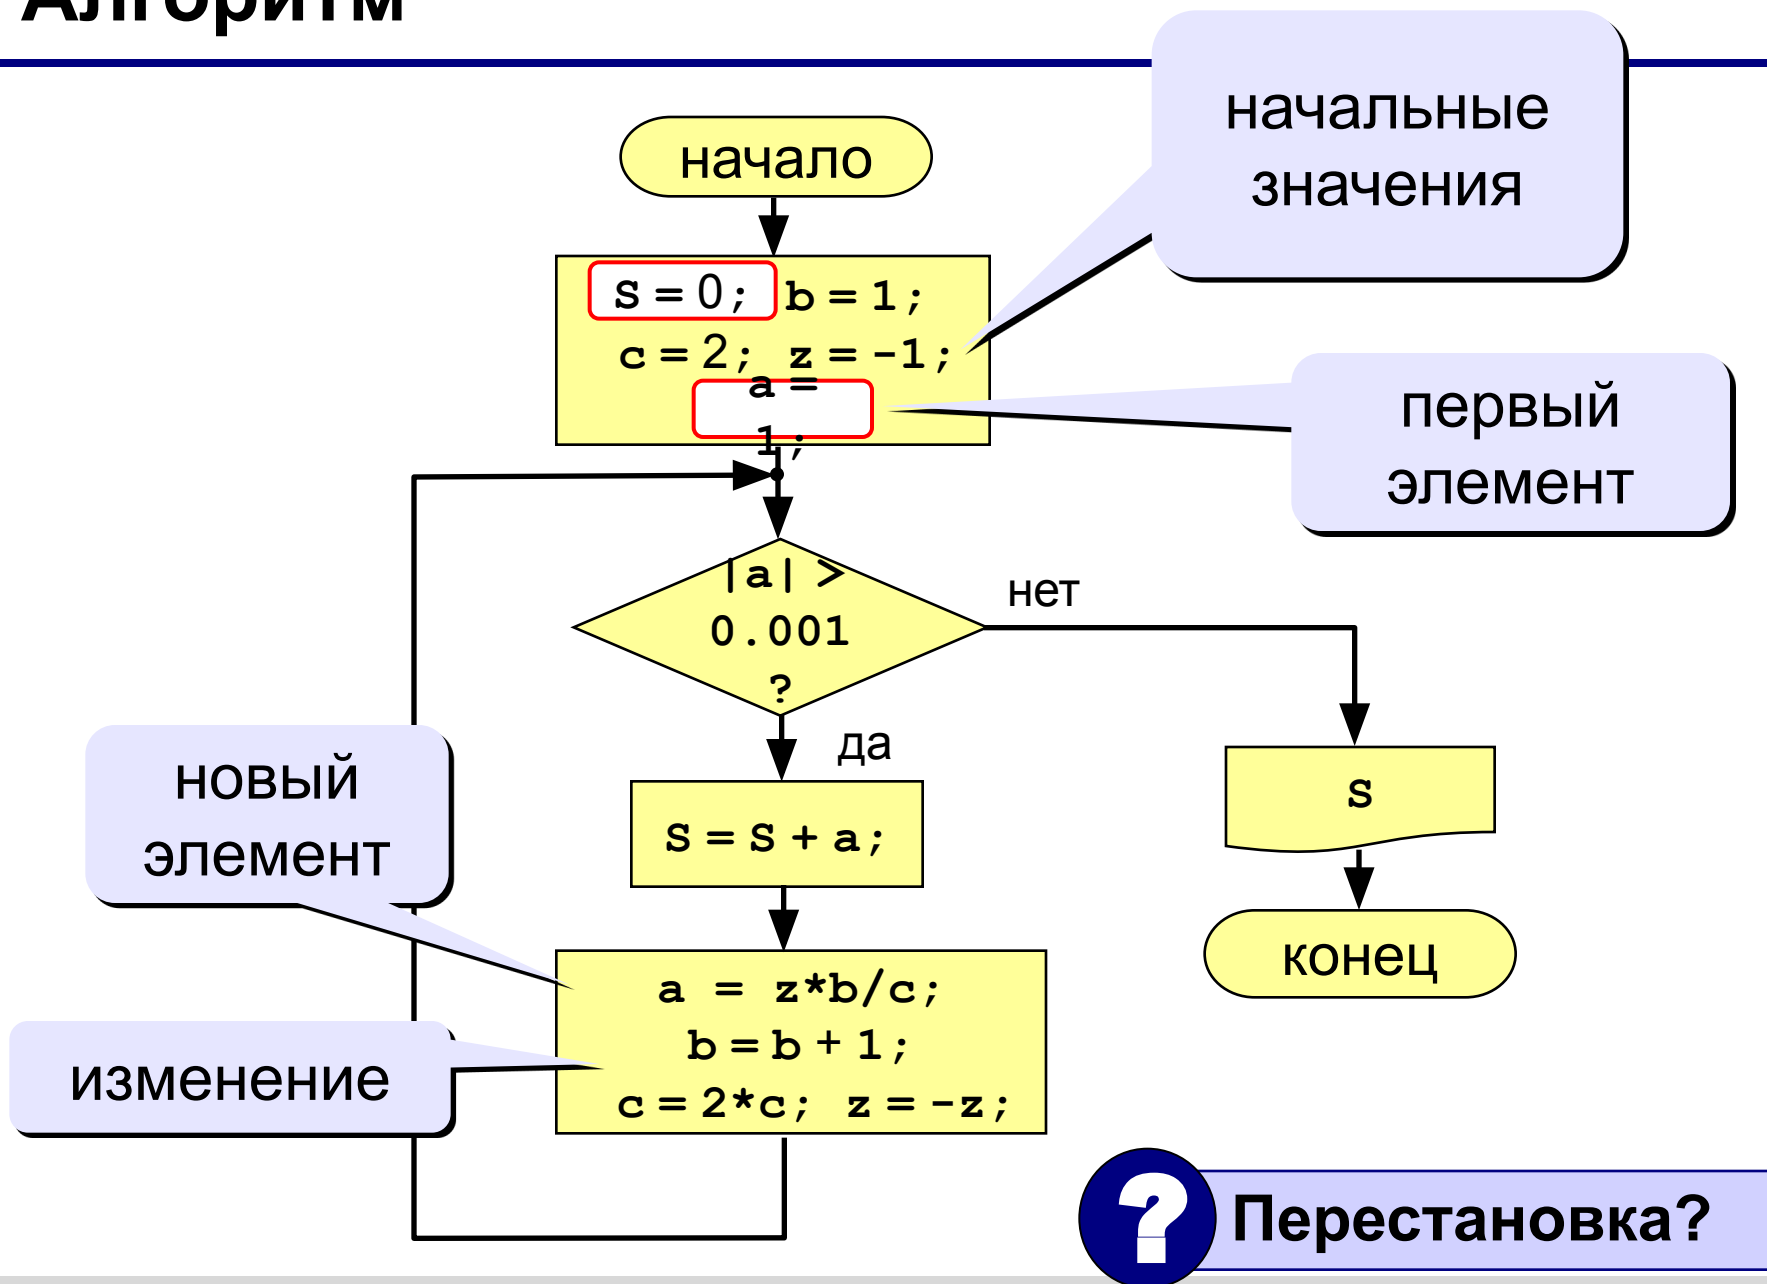 Алгоритм
начальные
значения
начало
S = 0; b = 1;
c = 2; z = -1;
a =
1;
первый
элемент
|a| >
0.001
?
нет
да
новый
элемент
S = S + a;
S
конец
a = z*b/c;
b = b + 1;
c = 2*c; z = -z;
изменение
? Перестановка?